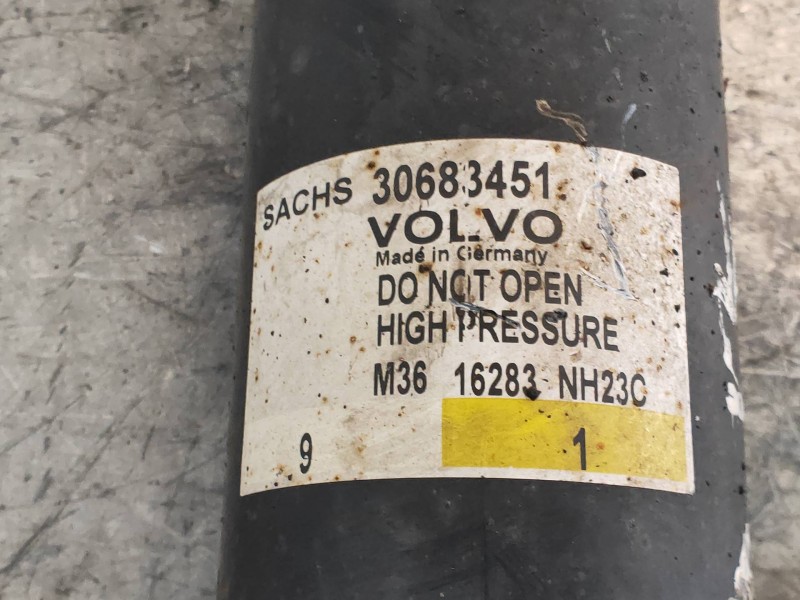 SACHS 30683451
VOLVO
Made in Germany
DO NOT OPEN
HIGH PRESSURE
M36 16283 NH23C
9 1